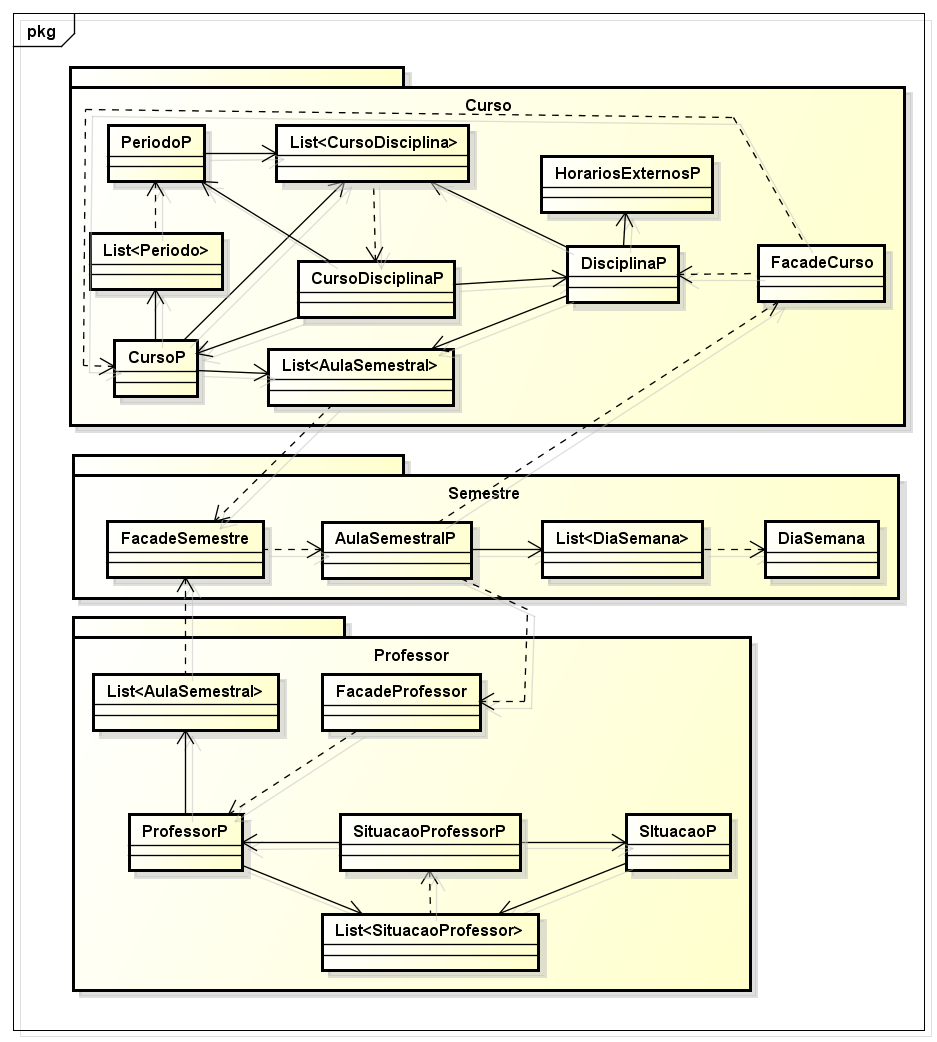 pkg
Curso
PeriodoP
List<CursoDisciplina>
HorariosExternosP
List<Periodo>
CursoDisciplinaP
DisciplinaP
FacadeCurso
CursoP
List<AulaSemestral>
Semestre
FacadeSemestre
AulaSemestralP
List<DiaSemana>
DiaSemana
Professor
List<AulaSemestral>
FacadeProfessor
ProfessorP
SituacaoProfessorP
SItuacaoP
List<SituacaoProfessor>